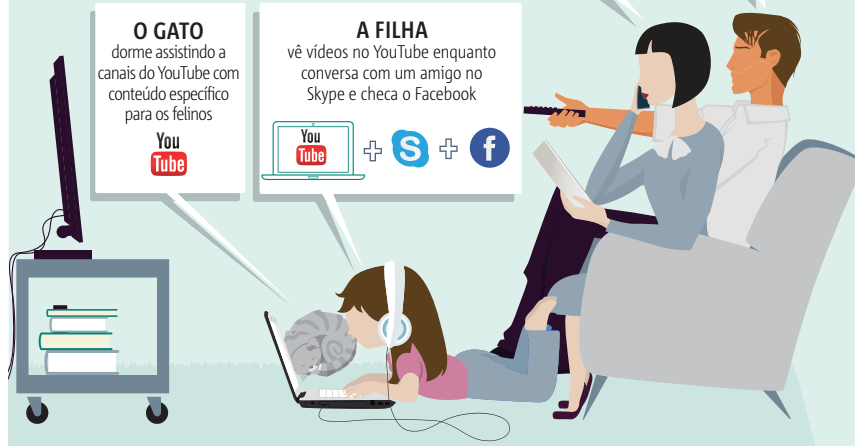 O GATO
dorme assistindo a
canais do YouTube com
conteúdo específico
para os felinos
You
Tube
A FILHA
vê vídeos no YouTube enquanto
conversa com um amigo no
Skype e checa o Facebook
You
Tube
+
S
+
f